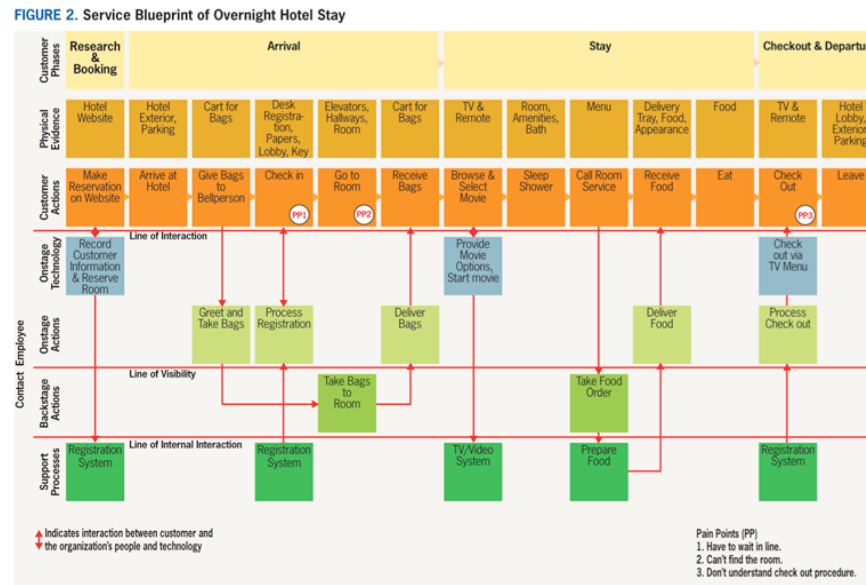 FIGURE 2. Service Blueprint of Overnight Hotel Stay
Customer
Phases
Research
&
Booking
Arrival
Stay
Checkout & Departu
Physical
Evidence
Hotel
Website
Hotel
Exterior,
Parking
Cart for
Bags
Desk
Registra-
tion,
Papers,
Lobby, Key
Elevators,
Hallways,
Room
Cart for
Bags
TV &
Remote
Room,
Amenities,
Bath
Menu
Delivery
Tray, Food,
Appearance
Food
TV &
Remote
Hotel
Lobby,
Exterior
Parking
Customer
Actions
Make
Reservation
on Website
Arrive at
Hotel
Give Bags
to
Bellperson
Check in
PP1
Go to
Room
PP2
Receive
Bags
Browse &
Select
Movie
Sleep
Shower
Call Room
Service
Receive
Food
Eat
Check
Out
PP3
Leave
Line of Interaction
Contact Employee
Onstage
Technology
Record
Customer
Information
& Reserve
Room
Provide
Movie
Options,
Start movie
Check
out via
TV Menu
Onstage
Actions
Greet and
Take Bags
Process
Registration
Deliver
Bags
Deliver
Food
Process
Check out
Line of Visibility
Backstage
Actions
Take Bags
to
Room
Take Food
Order
Line of Internal Interaction
Support
Processes
Registration
System
Registration
System
TV/Video
System
Prepare
Food
Registration
System
Indicates interaction between customer and
the organization's people and technology
Pain Points (PP)
1. Have to wait in line.
2. Can't find the room.
3. Don't understand check out procedure.